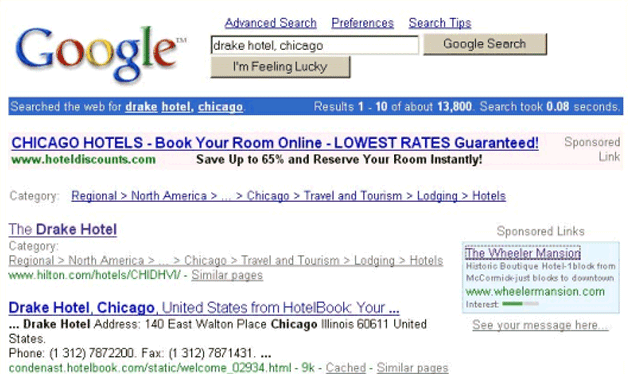 Advanced Search Preferences Search Tips
Google™
drake hotel, chicago Google Search
I'm Feeling Lucky
Searched the web for drake hotel, chicago. Results 1 - 10 of about 13,800. Search took 0.08 seconds.
CHICAGO HOTELS - Book Your Room Online - LOWEST RATES Guaranteed!
www.hoteldiscounts.com Save Up to 65% and Reserve Your Room Instantly!
Sponsored
Link
Category: Regional > North America > ... > Chicago > Travel and Tourism > Lodging > Hotels
The Drake Hotel
Category:
Regional > North America > ... > Chicago > Travel and Tourism > Lodging > Hotels
www.hilton.com/hotels/CHIDHVI/ - Similar pages
Drake Hotel, Chicago, United States from HotelBook: Your ...
... Drake Hotel Address: 140 East Walton Place Chicago Illinois 60611 United
States.
Phone: (1 312) 7872200. Fax: (1 312) 7871431. ...
condenast.hotelbook.com/static/welcome_02934.html - 9k - Cached - Similar pages
Sponsored Links
The Wheeler Mansion
Historic Boutique Hotel-1block from
McCormick-just blocks to downtown
www.wheelermansion.com
Interest:
See your message here...